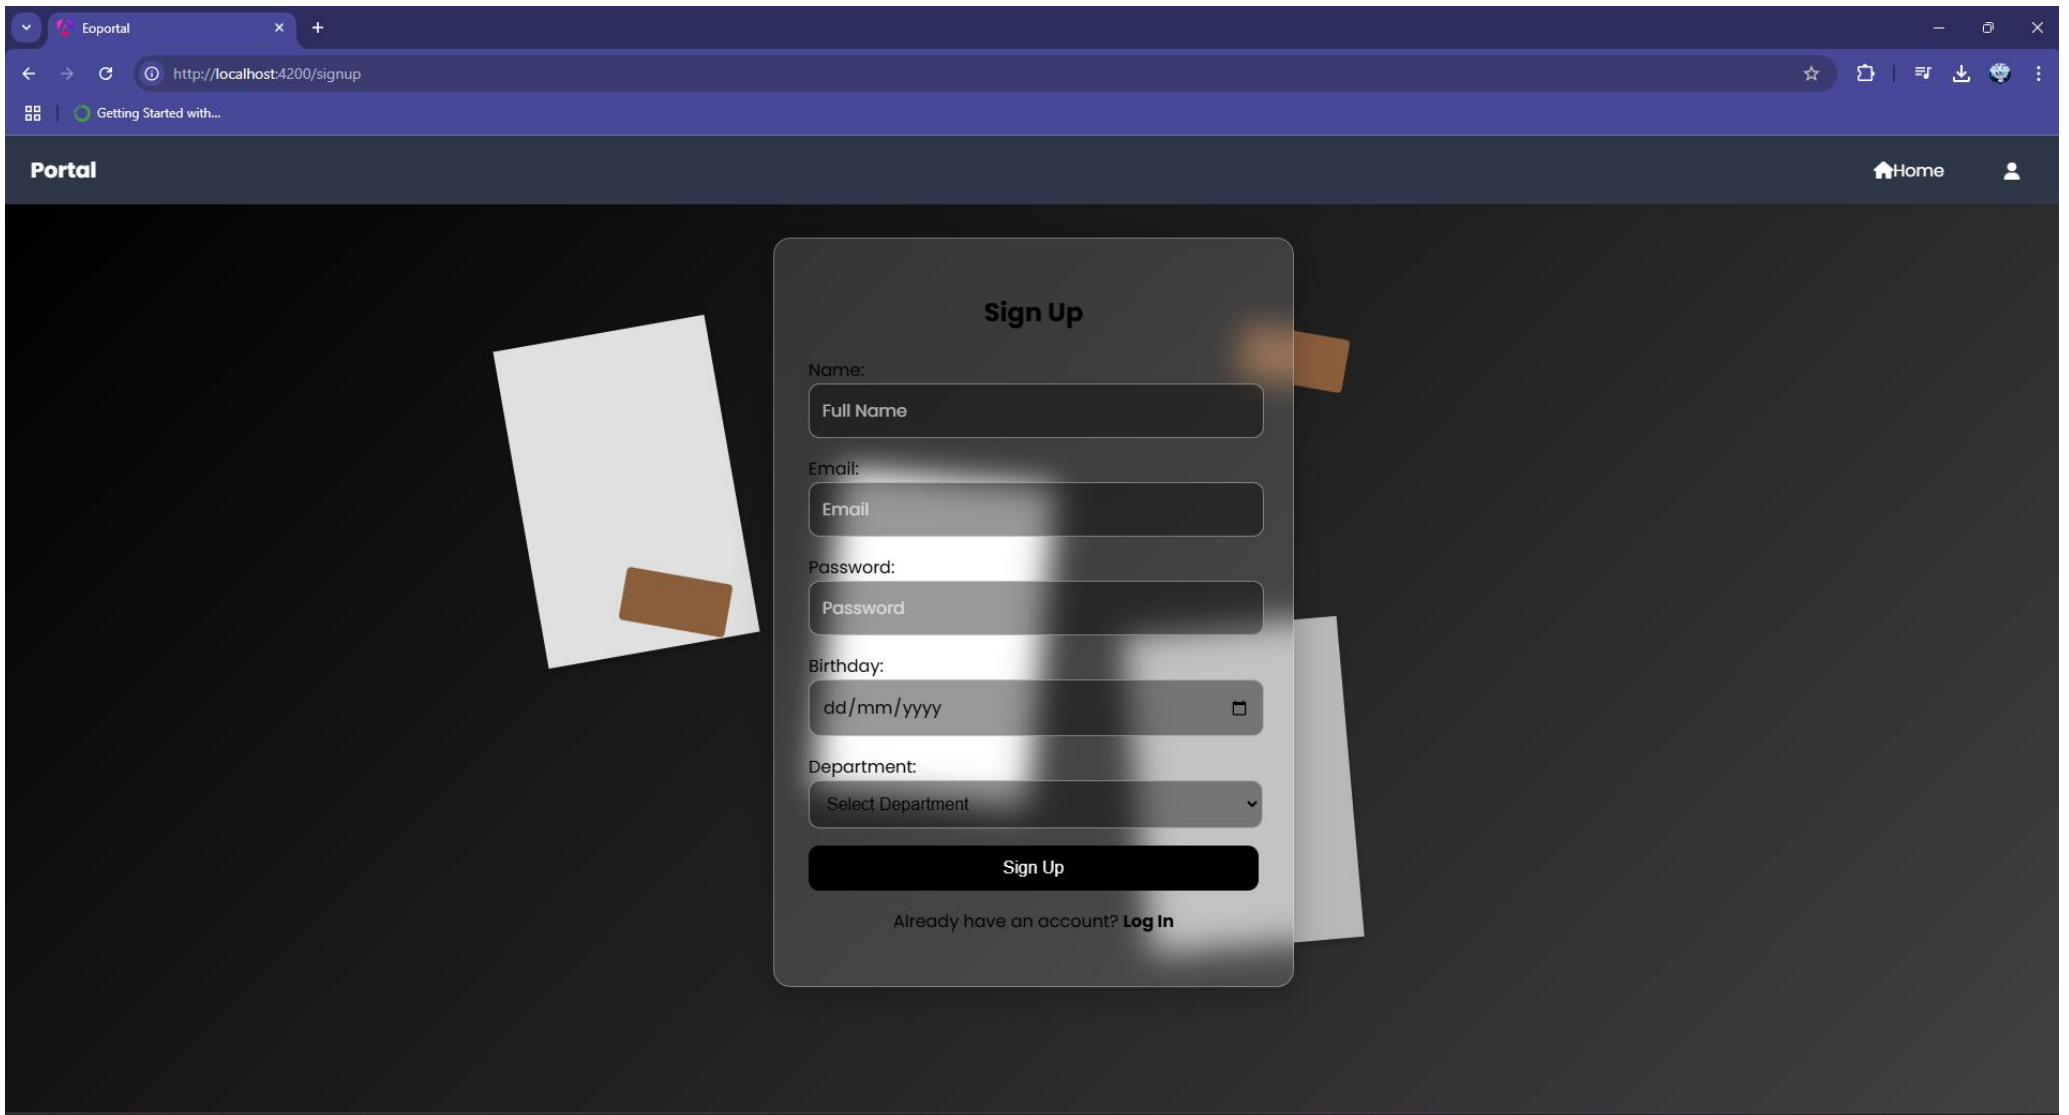 Eoportal
http://localhost:4200/signup
Getting Started with...
Portal
Home
Sign Up
Name:
Full Name
Email:
Email
Password:
Password
Birthday:
dd/mm/yyyy
Department:
Select Department
Sign Up
Already have an account? Log In